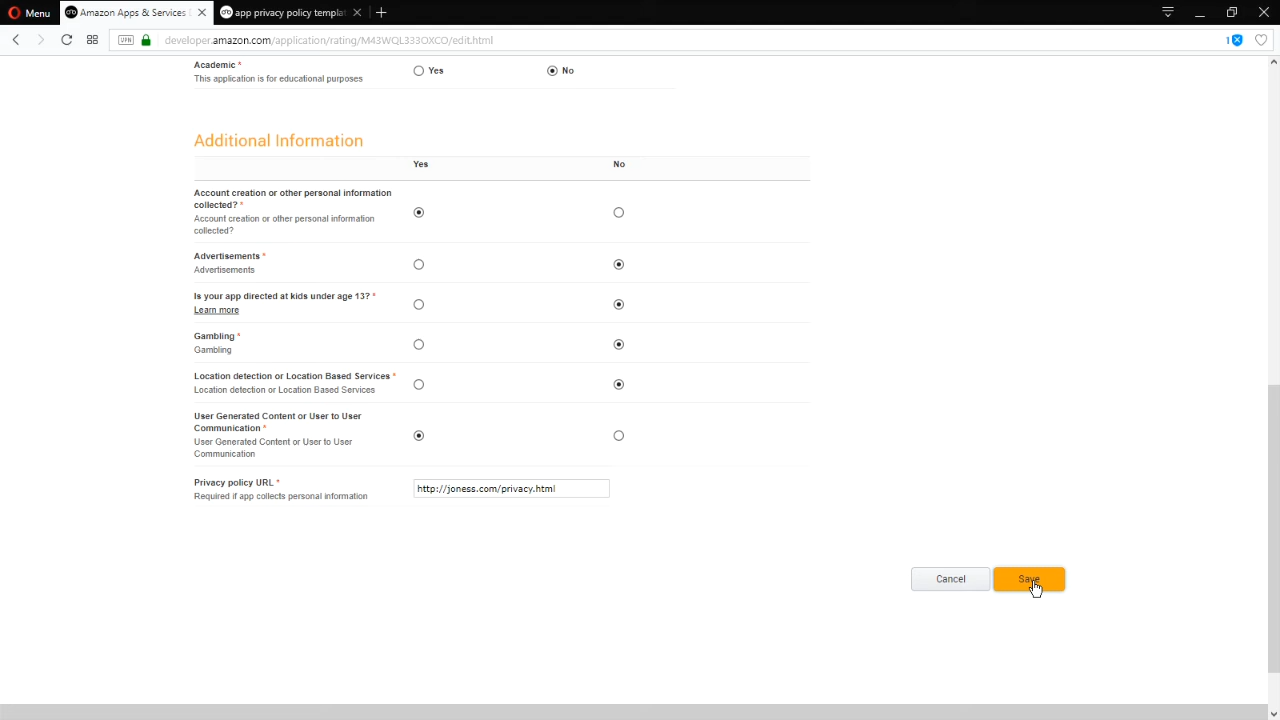 Menu
Amazon Apps & Services
app privacy policy templat
VPN
developer.amazon.com/application/rating/M43WQL333OXCO/edit.html
1
Academic *
This application is for educational purposes
Yes
No
Additional Information
Yes
No
Account creation or other personal information
collected? *
Account creation or other personal information
collected?
Advertisements *
Advertisements
Is your app directed at kids under age 13? *
Learn more
Gambling *
Gambling
Location detection or Location Based Services *
Location detection or Location Based Services
User Generated Content or User to User
Communication *
User Generated Content or User to User
Communication
Privacy policy URL *
Required if app collects personal information
http://joness.com/privacy.html
Cancel
Save